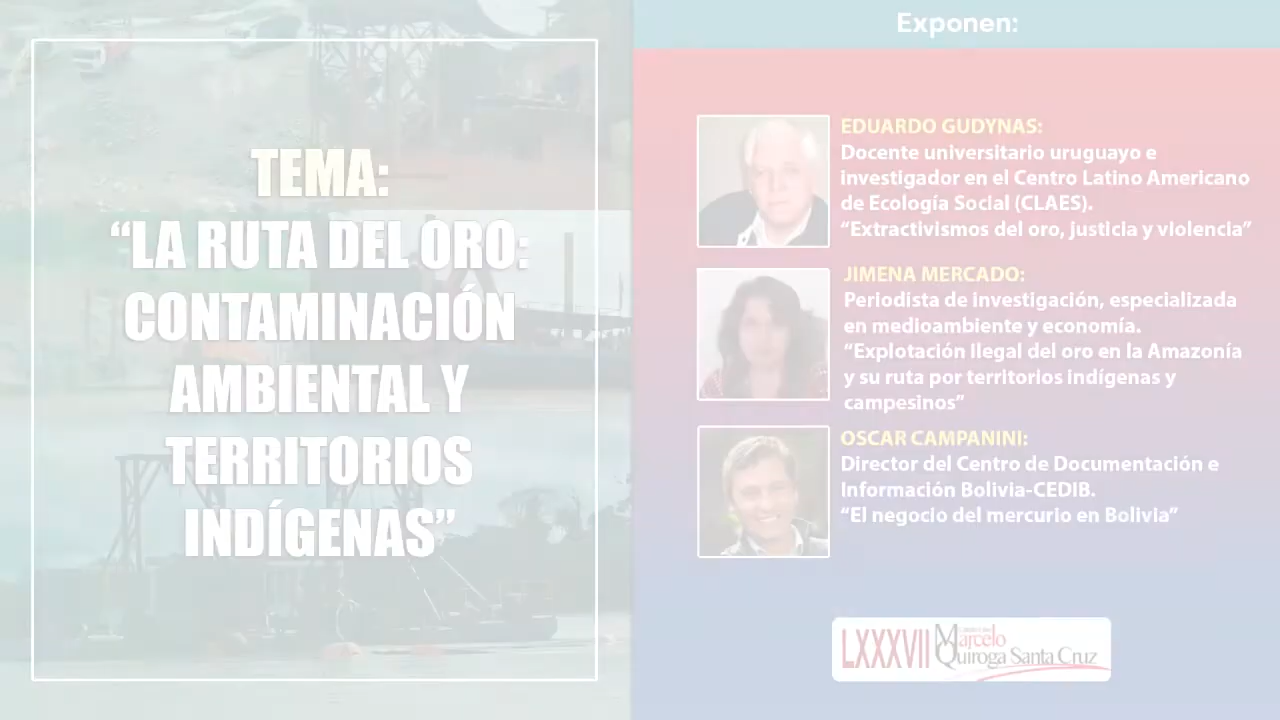 TEMA:
“LA RUTA DEL ORO:
CONTAMINACIÓN
AMBIENTAL Y
TERRITORIOS
INDÍGENAS”
Exponen:
EDUARDO GUDYNAS:
Docente universitario uruguayo e
investigador en el Centro Latino Americano
de Ecología Social (CLAES).
“Extractivismos del oro, justicia y violencia”
JIMENA MERCADO:
Periodista de investigación, especializada
en medioambiente y economía.
“Explotación Ilegal del oro en la Amazonía
y su ruta por territorios indígenas y
campesinos”
OSCAR CAMPANINI:
Director del Centro de Documentación e
Información Bolivia-CEDIB.
“El negocio del mercurio en Bolivia”
LXXXVII Marcelo
Quiroga Santa Cruz